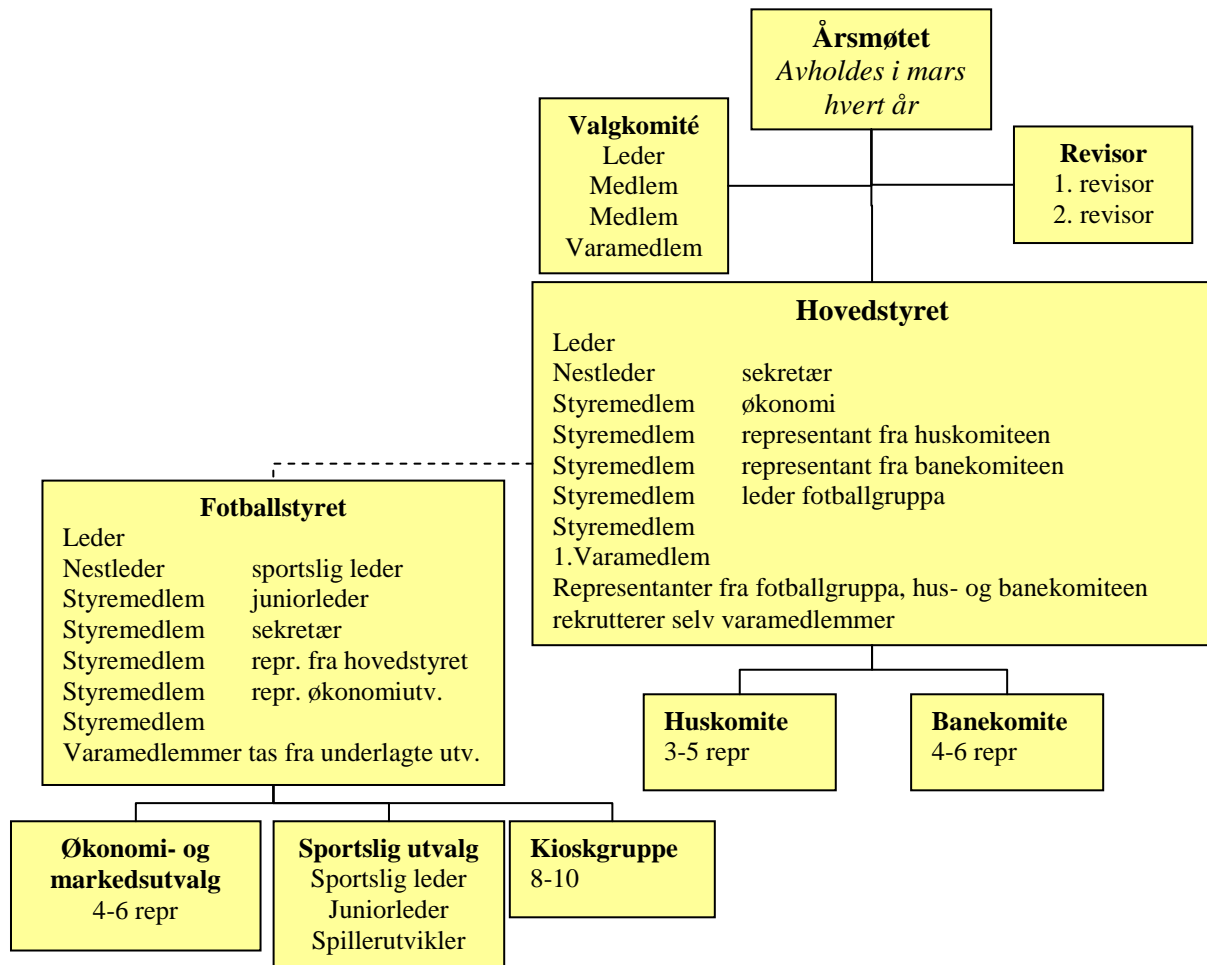 Årsmøtet
Avholdes i mars
hvert år
Valgkomité
Leder
Medlem
Medlem
Varamedlem
Revisor
1. revisor
2. revisor
Hovedstyret
Leder
Nestleder sekretær
Styremedlem økonomi
Styremedlem representant fra huskomiteen
Styremedlem representant fra banekomiteen
Styremedlem leder fotballgruppa
Styremedlem
1.Varamedlem
Representanter fra fotballgruppa, hus- og banekomiteen
rekrutterer selv varamedlemmer
Fotballstyret
Leder
Nestleder sportslig leder
Styremedlem juniorleder
Styremedlem sekretær
Styremedlem repr. fra hovedstyret
Styremedlem repr. økonomiutv.
Styremedlem
Varamedlemmer tas fra underlagte utv.
Huskomite
3-5 repr
Banekomite
4-6 repr
Økonomi- og
markedsutvalg
4-6 repr
Sportslig utvalg
Sportslig leder
Juniorleder
Spillerutvikler
Kioskgruppe
8-10